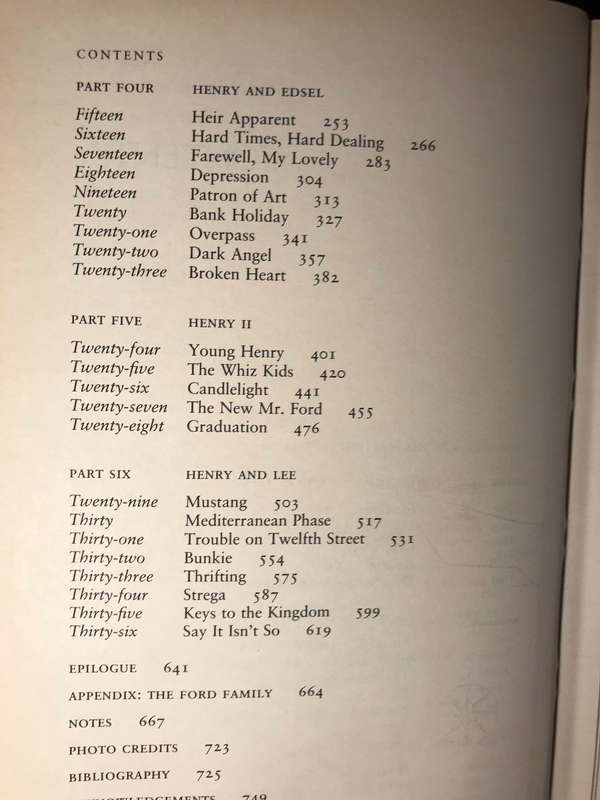 CONTENTS
PART FOUR HENRY AND EDSEL
Fifteen Heir Apparent 253
Sixteen Hard Times, Hard Dealing 266
Seventeen Farewell, My Lovely 283
Eighteen Depression 304
Nineteen Patron of Art 313
Twenty Bank Holiday 327
Twenty-one Overpass 341
Twenty-two Dark Angel 357
Twenty-three Broken Heart 382
PART FIVE HENRY II
Twenty-four Young Henry 401
Twenty-five The Whiz Kids 420
Twenty-six Candlelight 441
Twenty-seven The New Mr. Ford 455
Twenty-eight Graduation 476
PART SIX HENRY AND LEE
Twenty-nine Mustang 503
Thirty Mediterranean Phase 517
Thirty-one Trouble on Twelfth Street 531
Thirty-two Bunkie 554
Thirty-three Thrifting 575
Thirty-four Strega 587
Thirty-five Keys to the Kingdom 599
Thirty-six Say It Isn't So 619
EPILOGUE 641
APPENDIX: THE FORD FAMILY 664
NOTES 667
PHOTO CREDITS 723
BIBLIOGRAPHY 725
749